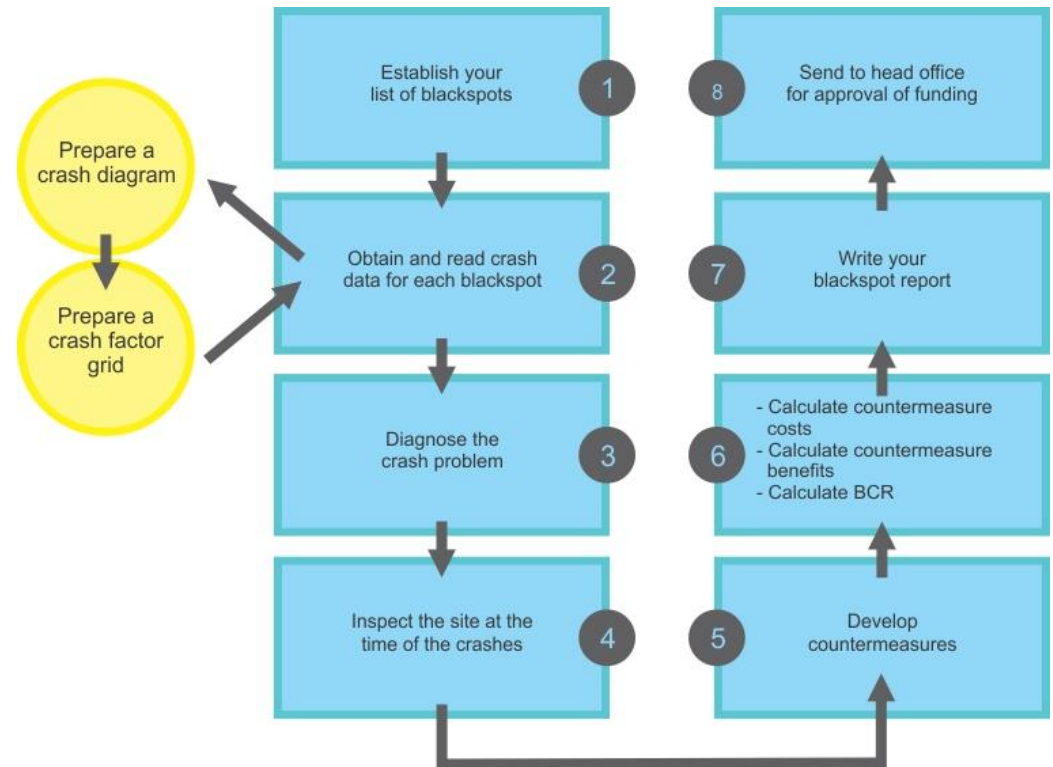 Establish your
list of blackspots
1
Prepare a
crash diagram
Prepare a
crash factor
grid
Obtain and read crash
data for each blackspot
2
Diagnose the
crash problem
3
Inspect the site at the
time of the crashes
4
Develop
countermeasures
5
- Calculate countermeasure
costs
- Calculate countermeasure
benefits
- Calculate BCR
6
Write your
blackspot report
7
Send to head office
for approval of funding
8